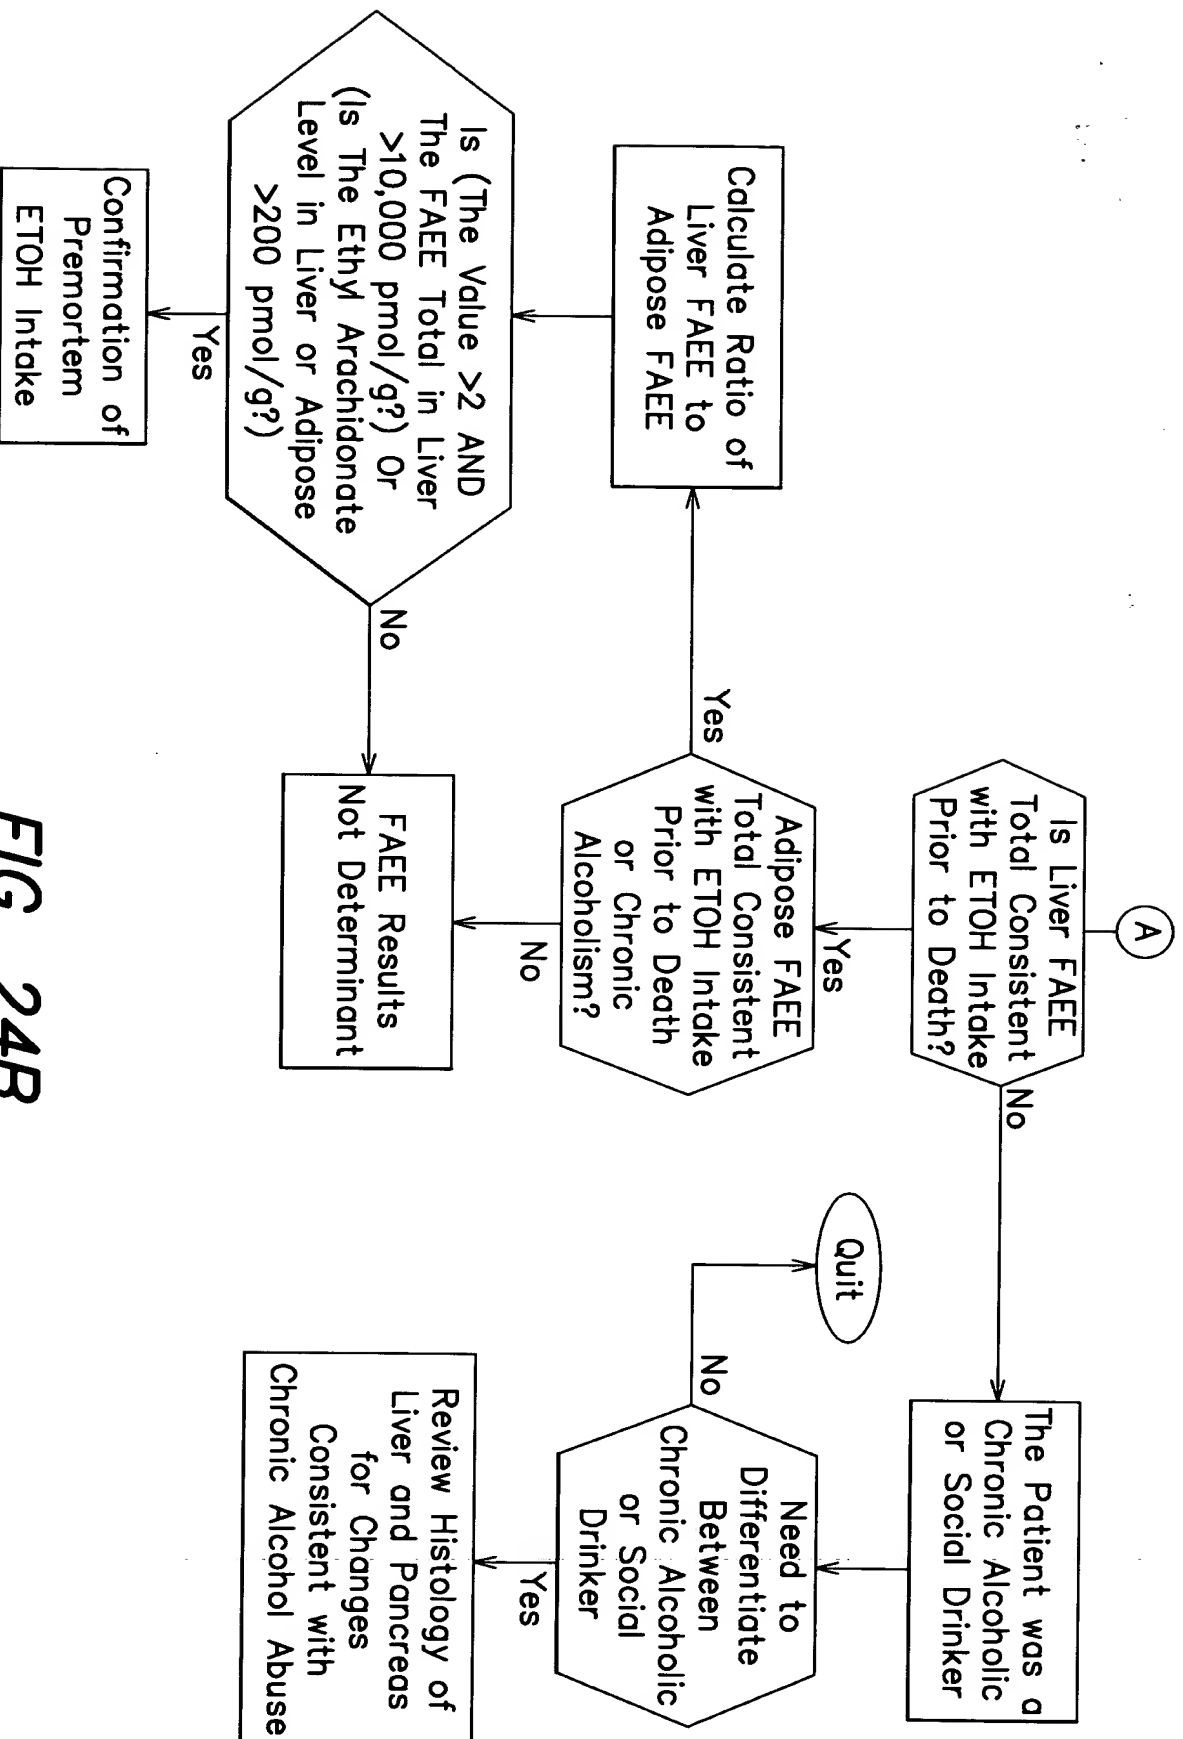 A
Is Liver FAEE
Total Consistent
with ETOH Intake
Prior to Death?
No
Yes
The Patient was a
Chronic Alcoholic
or Social Drinker
Calculate Ratio of
Liver FAEE to
Adipose FAEE
Yes
Adipose FAEE
Total Consistent
with ETOH Intake
Prior to Death
or Chronic
Alcoholism?
No
Quit
No
Need to
Differentiate
Between
Chronic Alcoholic
or Social
Drinker
Yes
Is (The Value >2 AND
The FAEE Total in Liver
>10,000 pmol/g?) Or
(Is The Ethyl Arachidonate
Level in Liver or Adipose
>200 pmol/g?)
No
Yes
FAEE Results
Not Determinant
Review Histology of
Liver and Pancreas
for Changes
Consistent with
Chronic Alcohol Abuse
Confirmation of
Premortem
ETOH Intake
FIG 24B